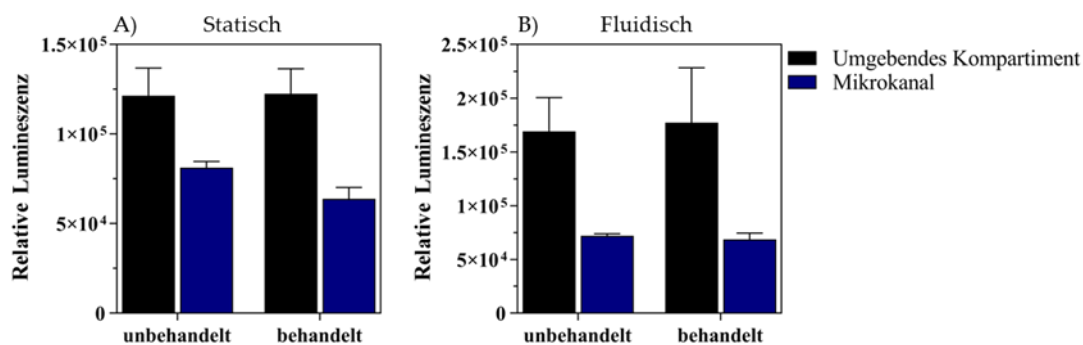 A) Statisch
Relative Lumineszenz
1.5×10⁵
1×10⁵
5×10⁴
0
unbehandelt behandelt
B) Fluidisch
Relative Lumineszenz
2.5×10⁵
2×10⁵
1.5×10⁵
1×10⁵
5×10⁴
0
unbehandelt behandelt
Umgebendes Kompartiment
Mikrokanal